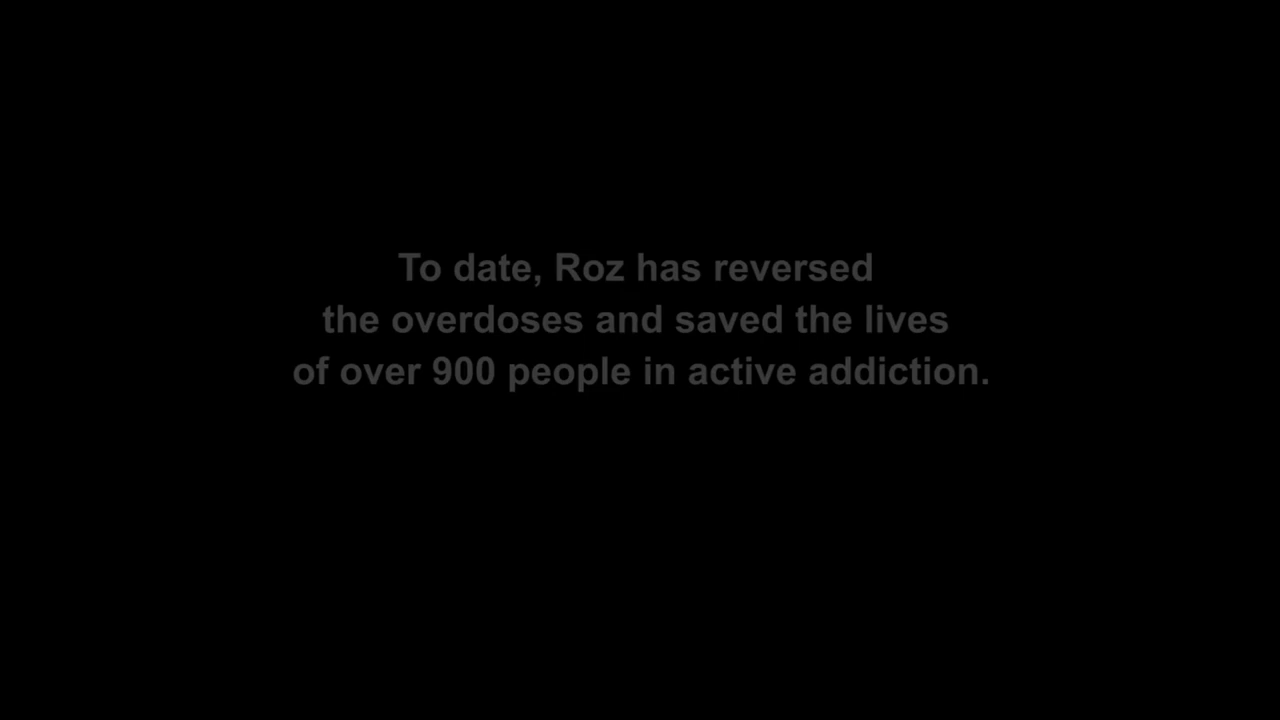 To date, Roz has reversed
the overdoses and saved the lives
of over 900 people in active addiction.